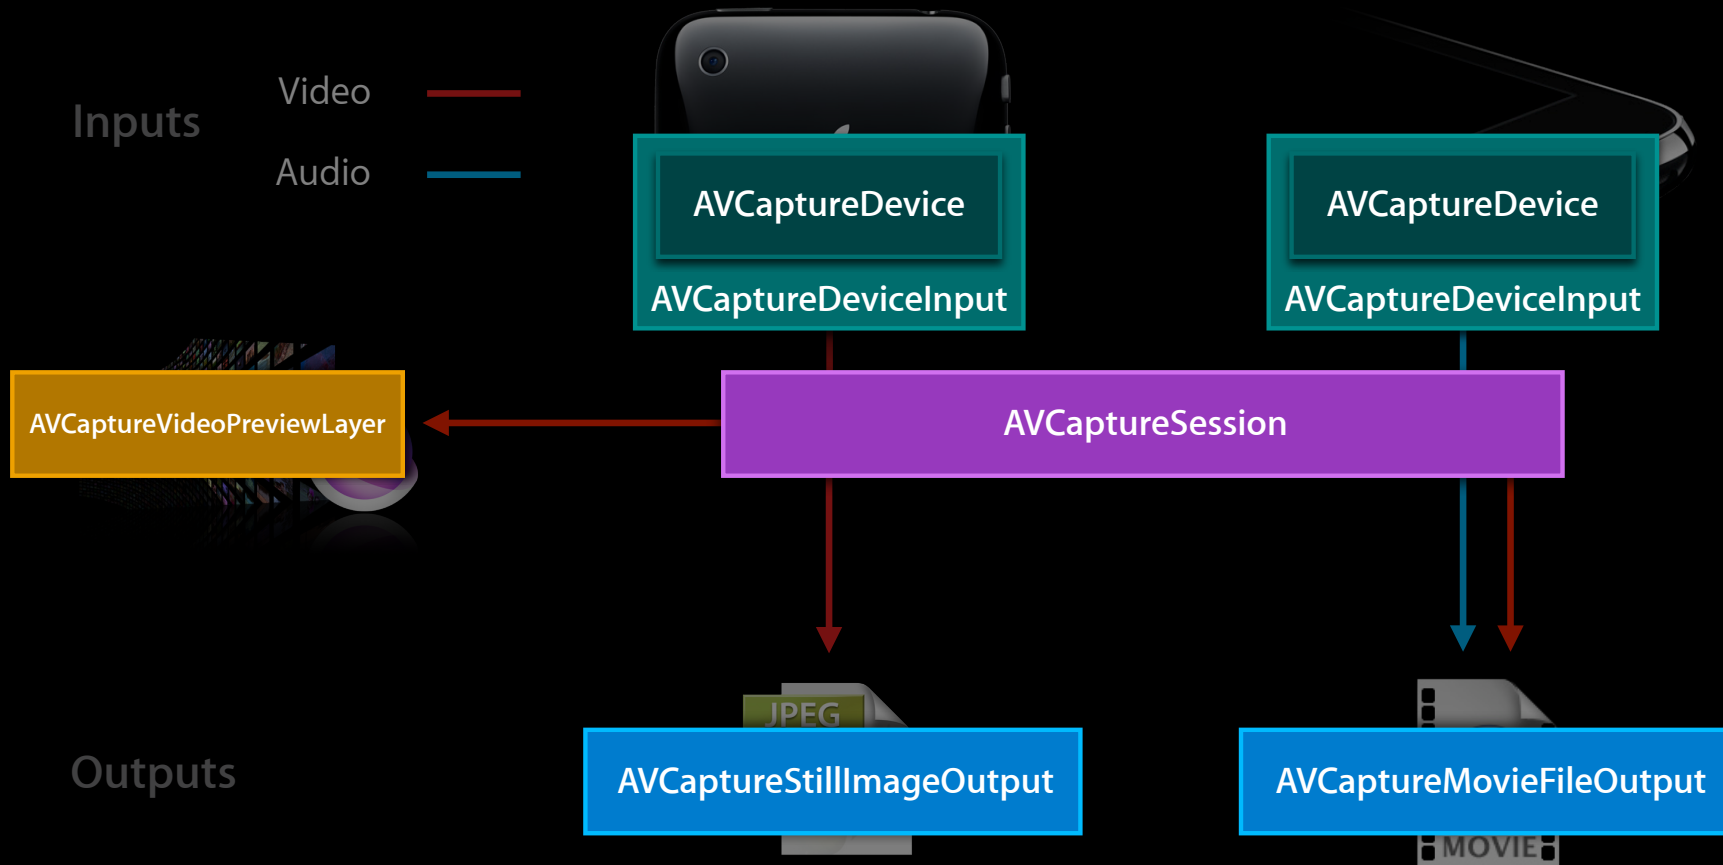 Inputs
Video
Audio
AVCaptureDevice
AVCaptureDeviceInput
AVCaptureDevice
AVCaptureDeviceInput
AVCaptureVideoPreviewLayer
AVCaptureSession
JPEG
Outputs
AVCaptureStillImageOutput
AVCaptureMovieFileOutput
MOVIE